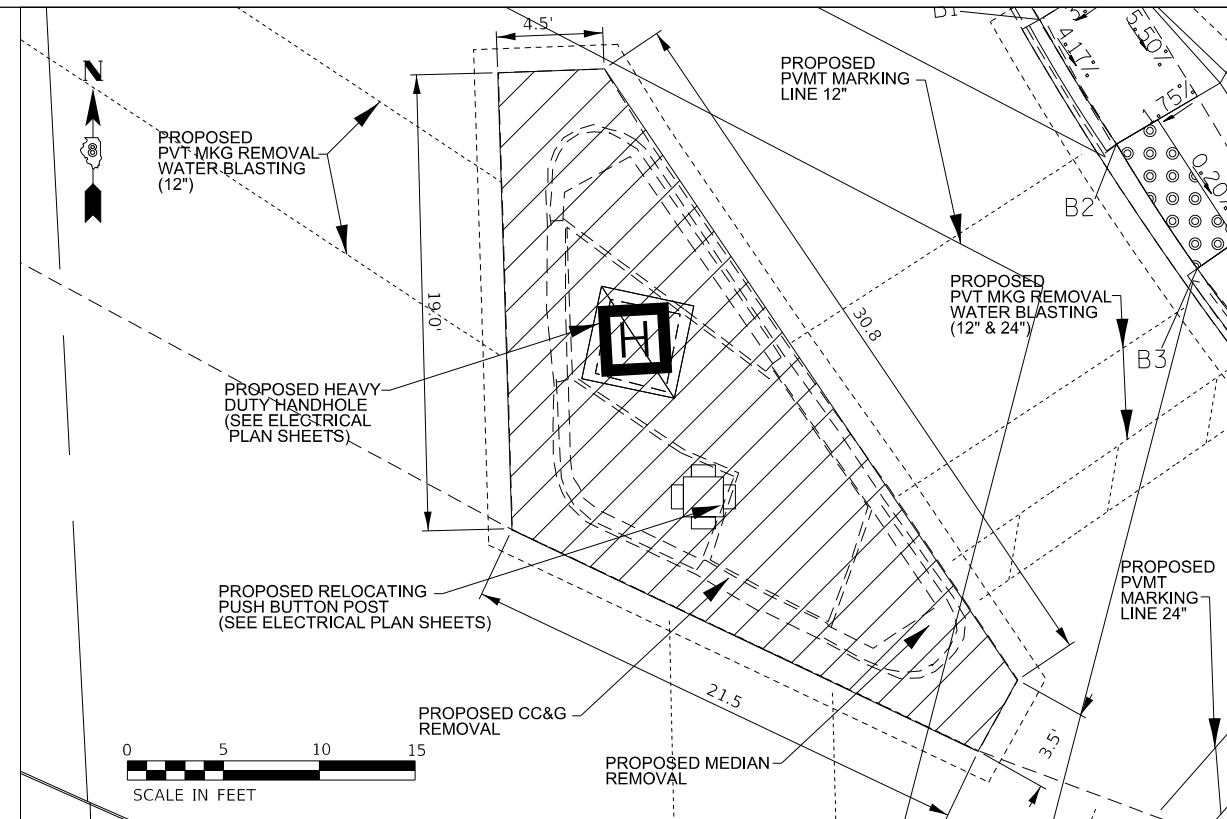 4.5'
B1
5.50%
4.17%
1.75%
0.20%
N
PROPOSED
PVT MKG REMOVAL
WATER BLASTING
(12")
PROPOSED
PVMT MARKING
LINE 12"
B2
PROPOSED
PVT MKG REMOVAL
WATER BLASTING
(12" & 24")
B3
19.0'
30.8
H
PROPOSED HEAVY
DUTY HANDHOLE
(SEE ELECTRICAL
PLAN SHEETS)
PROPOSED RELOCATING
PUSH BUTTON POST
(SEE ELECTRICAL PLAN SHEETS)
PROPOSED
PVMT
MARKING
LINE 24"
21.5
3.5'
PROPOSED CC&G
REMOVAL
PROPOSED MEDIAN
REMOVAL
0 5 10 15
SCALE IN FEET